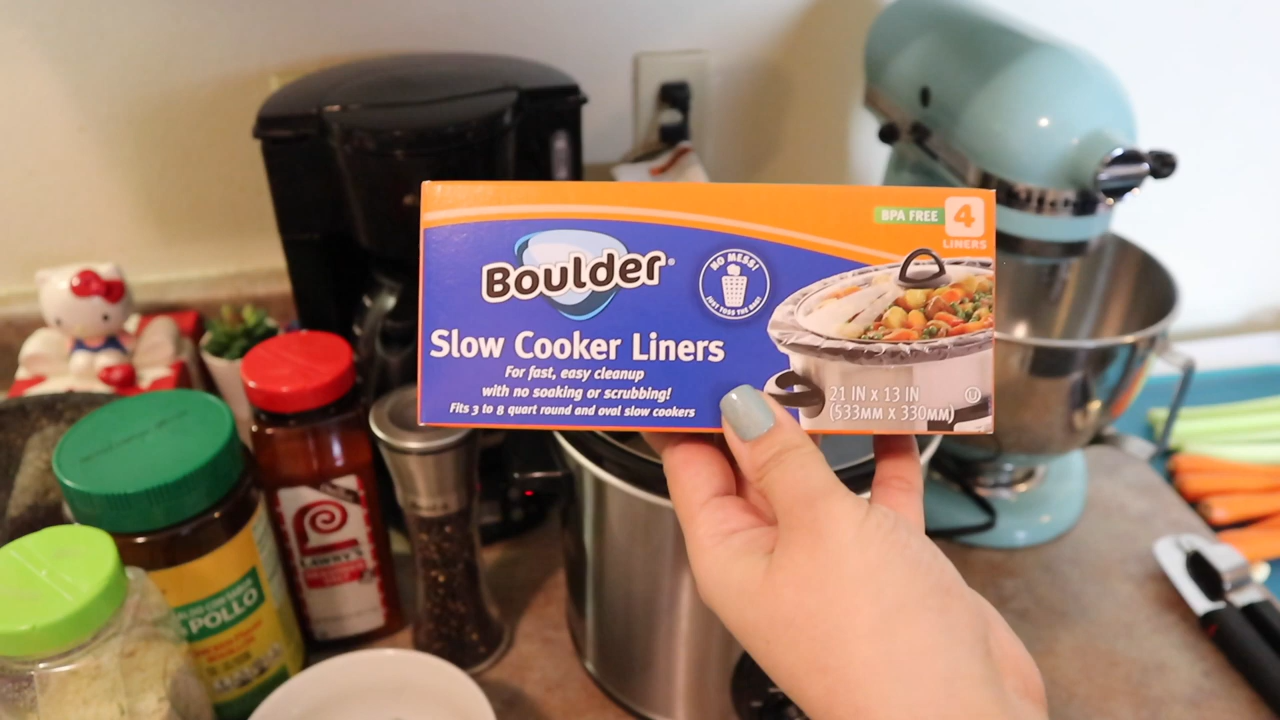 BPA FREE
4
LINERS
Boulder®
NO MESS!
JUST TOSS THE BAG!
Slow Cooker Liners
For fast, easy cleanup
with no soaking or scrubbing!
Fits 3 to 8 quart round and oval slow cookers
21 IN x 13 IN
(533MM x 330MM)
U
POLLO
LAWRY'S